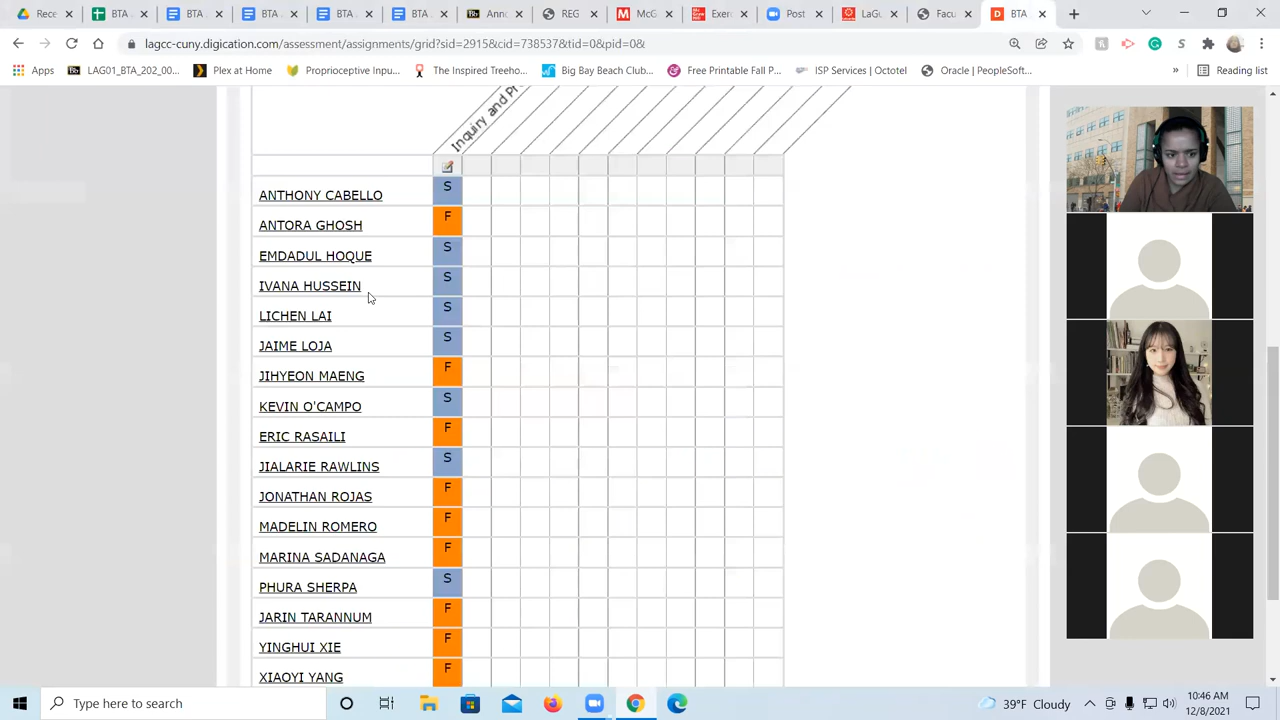 Rece
BTA
BTA
BTA
BTA
BTA
Anno
BEG
McG
Exer
Post
LaGu
Facu
BTA
lagcc-cuny.digication.com/assessment/assignments/grid?sid=2915&cid=738537&tid=0&pid=0&
Apps
LAG01_BTA_202_00...
Plex at Home
Proprioceptive Inpu...
The Inspired Treeho...
Big Bay Beach Club...
Free Printable Fall P...
ISP Services | Octotel
Oracle | PeopleSoft...
»
Reading list
Inquiry and Pr
ANTHONY CABELLO S
ANTORA GHOSH F
EMDADUL HOQUE S
IVANA HUSSEIN S
LICHEN LAI S
JAIME LOJA S
JIHYEON MAENG F
KEVIN O'CAMPO S
ERIC RASAILI F
JIALARIE RAWLINS S
JONATHAN ROJAS F
MADELIN ROMERO F
MARINA SADANAGA F
PHURA SHERPA S
JARIN TARANNUM F
YINGHUI XIE F
XIAOYI YANG F
Type here to search
39°F Cloudy
10:46 AM
12/8/2021